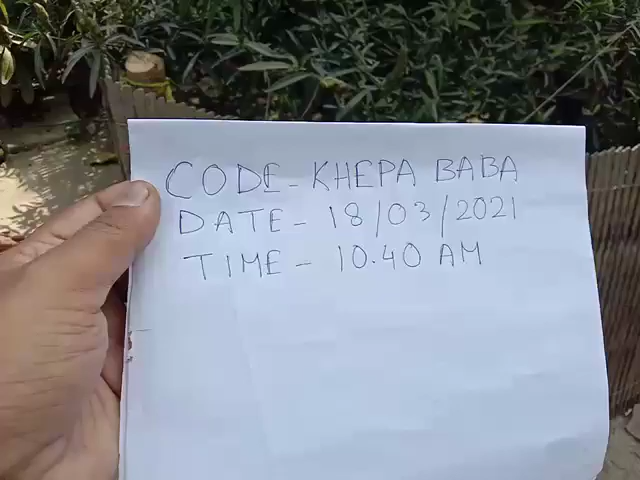 CODE - KHEPA BABA
DATE - 18/03/2021
TIME - 10.40 AM